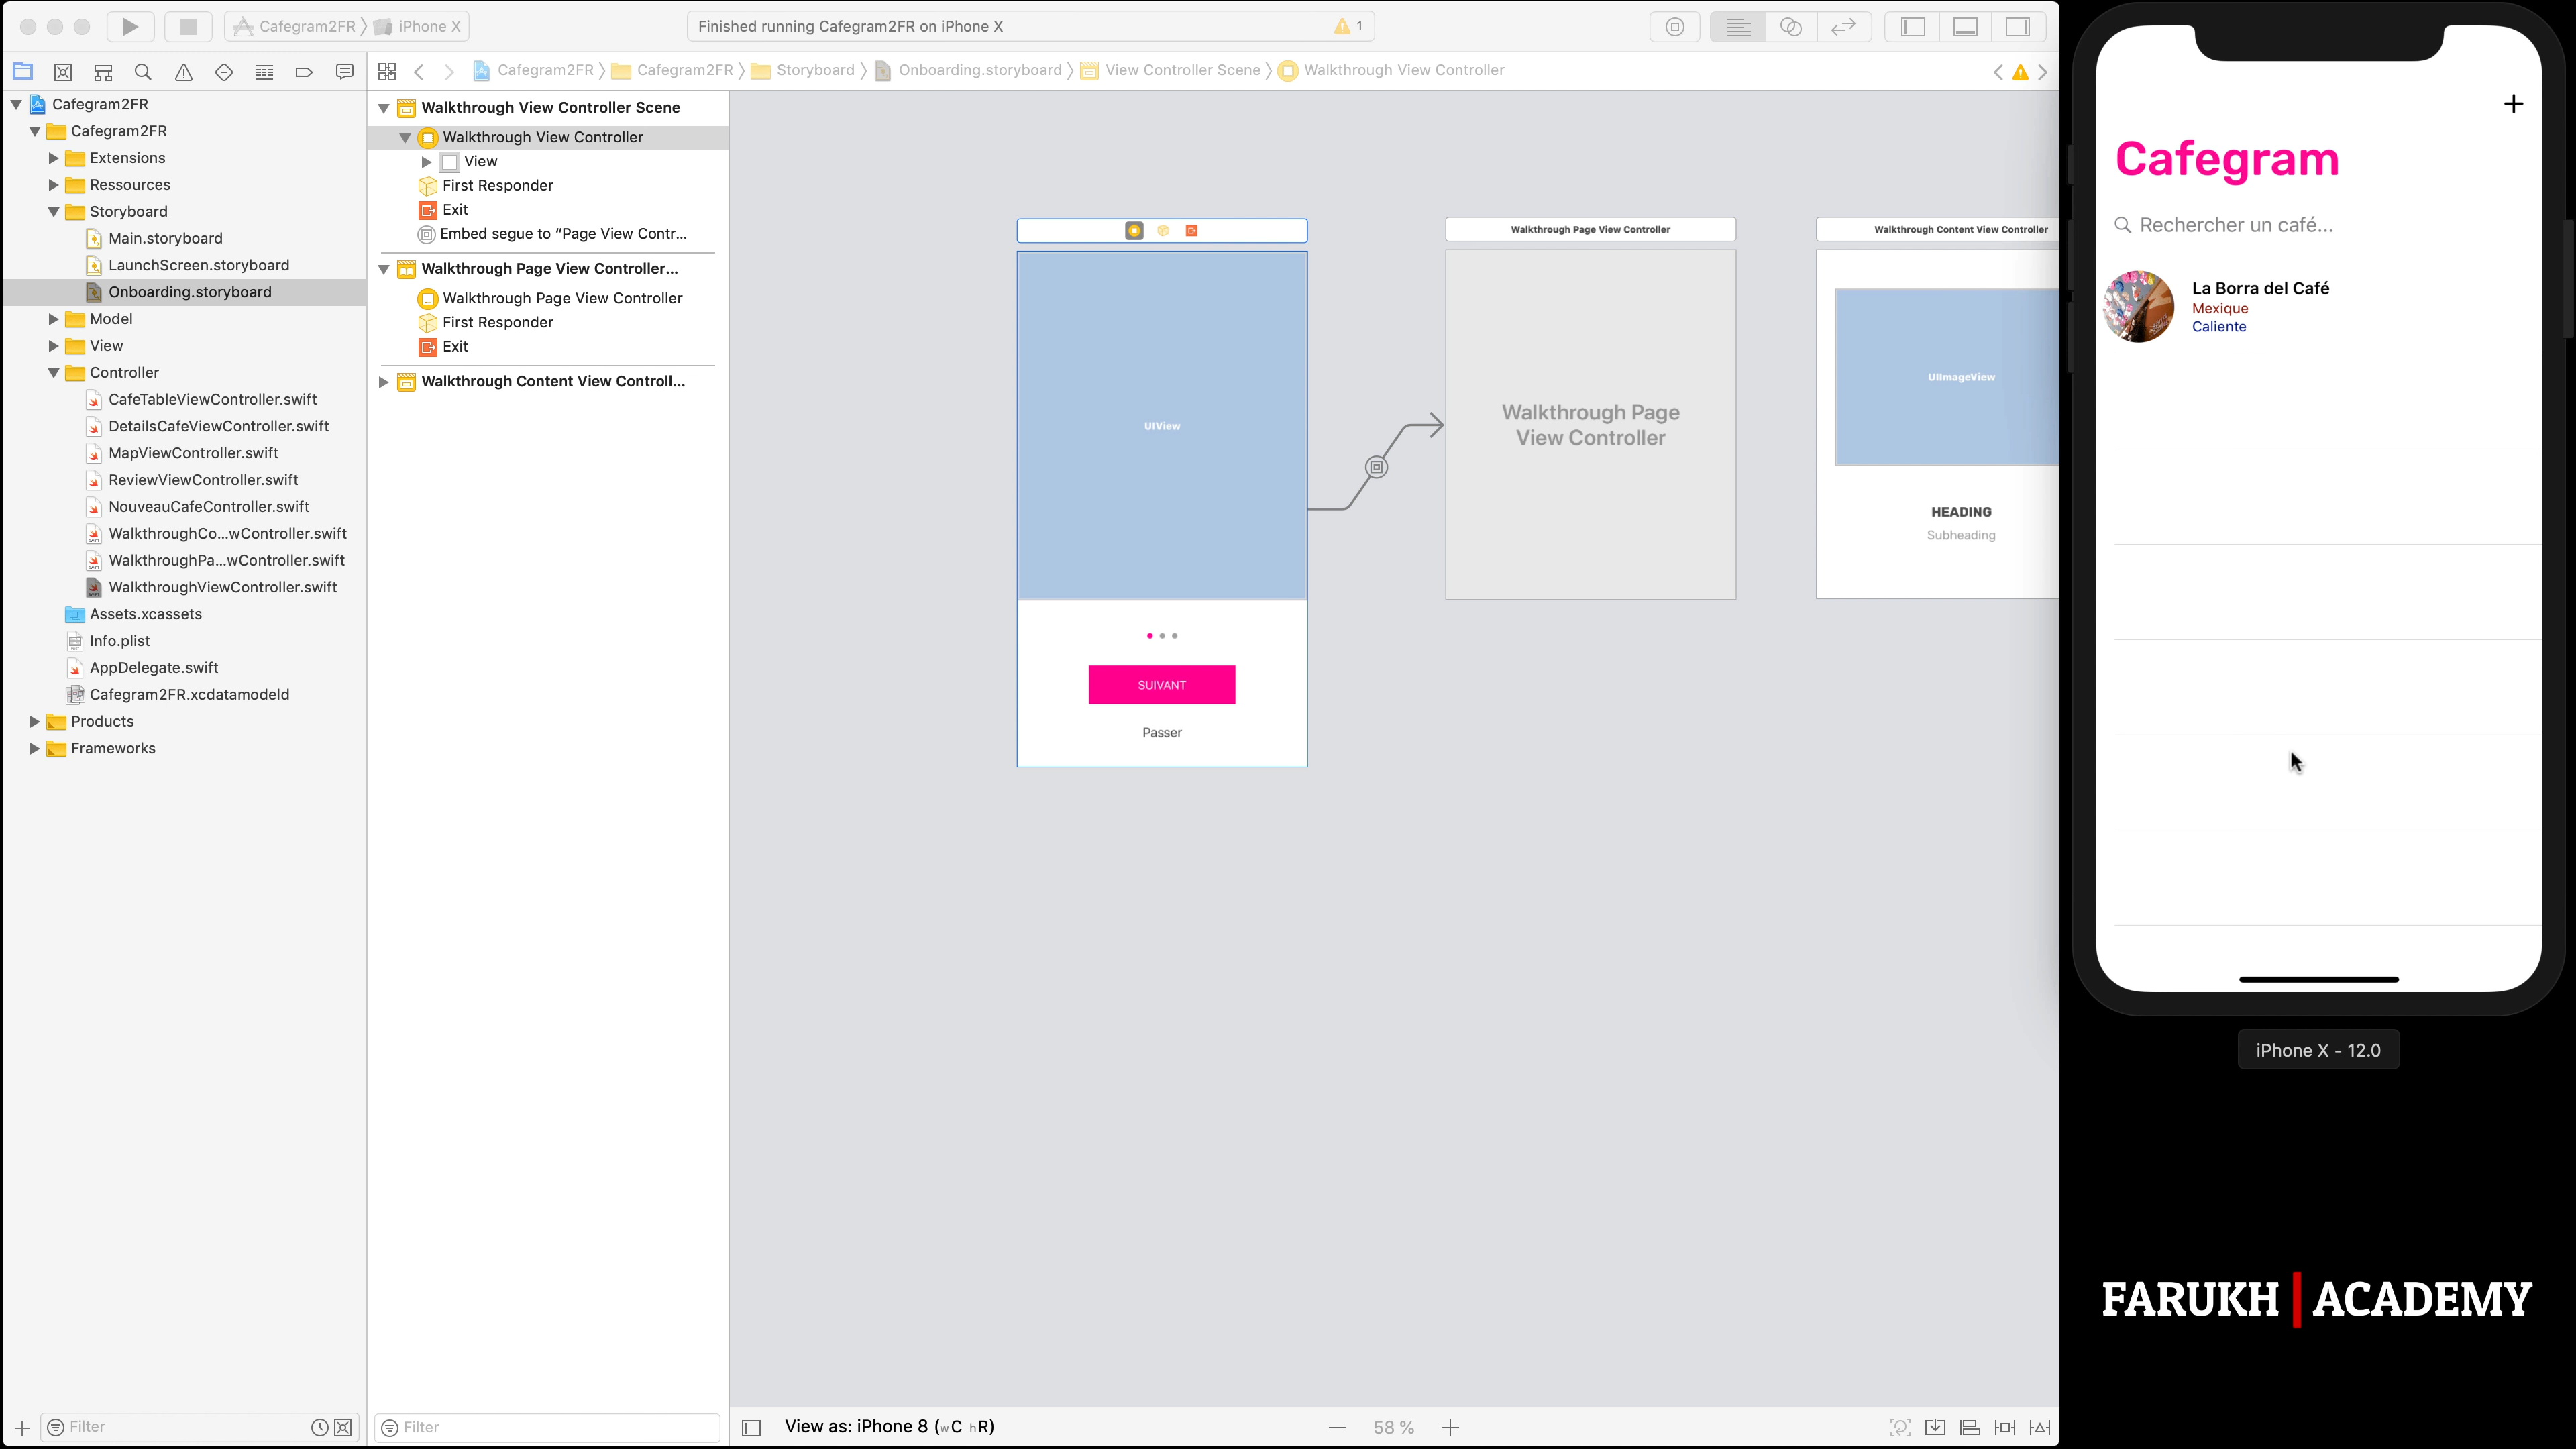 Cafegram2FR
iPhone X
Finished running Cafegram2FR on iPhone X
1
Cafegram2FR
Cafegram2FR
Storyboard
Onboarding.storyboard
View Controller Scene
Walkthrough View Controller
Cafegram2FR
Cafegram2FR
Extensions
Ressources
Storyboard
Main.storyboard
LaunchScreen.storyboard
Onboarding.storyboard
Model
View
Controller
CafeTableViewController.swift
DetailsCafeViewController.swift
MapViewController.swift
ReviewViewController.swift
NouveauCafeController.swift
WalkthroughCo...wController.swift
WalkthroughPa...wController.swift
WalkthroughViewController.swift
Assets.xcassets
Info.plist
AppDelegate.swift
Cafegram2FR.xcdatamodeld
Products
Frameworks
Filter
Walkthrough View Controller Scene
Walkthrough View Controller
View
First Responder
Exit
Embed segue to “Page View Contr...
Walkthrough Page View Controller...
Walkthrough Page View Controller
First Responder
Exit
Walkthrough Content View Controll...
Filter
UIView
SUIVANT
Passer
Walkthrough Page View Controller
Walkthrough Page
View Controller
Walkthrough Content View Controller
UIImageView
HEADING
Subheading
View as: iPhone 8 (wC hR)
58 %
Cafegram
Rechercher un café...
La Borra del Café
Mexique
Caliente
iPhone X - 12.0
FARUKH | ACADEMY